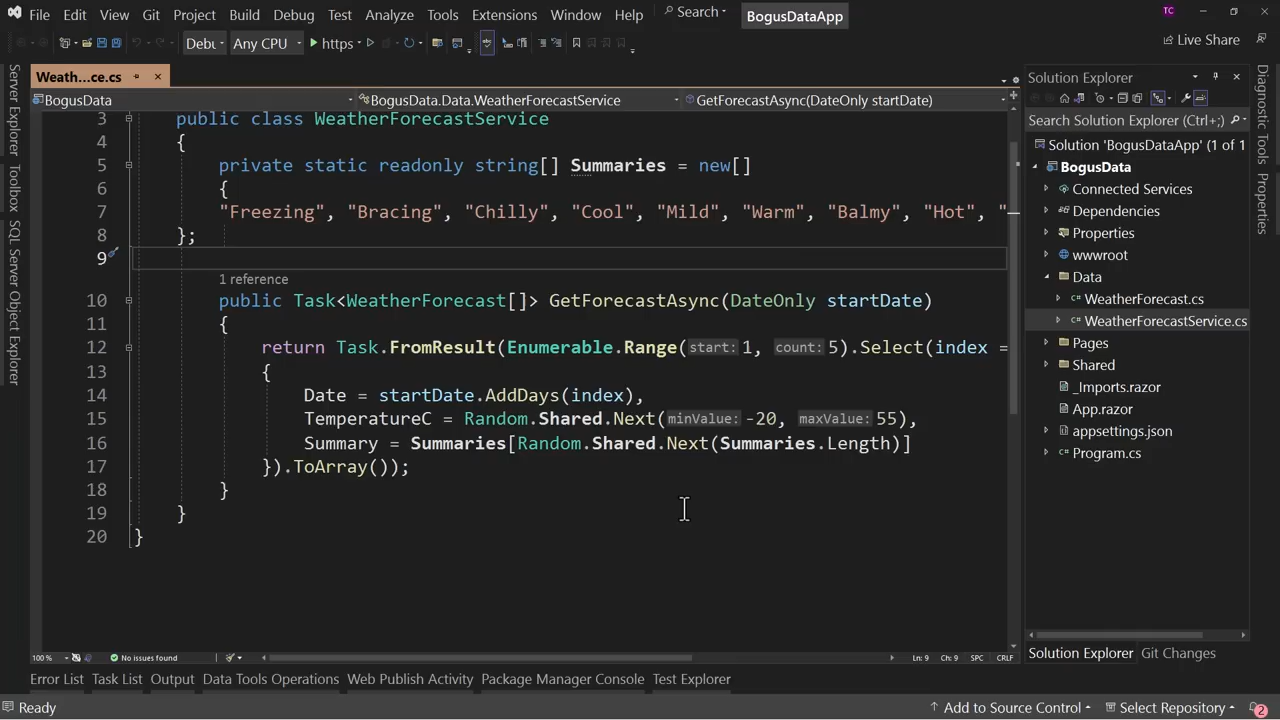 File Edit View Git Project Build Debug Test Analyze Tools Extensions Window Help Search BogusDataApp TC
Debu Any CPU https Live Share
Weath...ce.cs
BogusData BogusData.Data.WeatherForecastService GetForecastAsync(DateOnly startDate)
3 public class WeatherForecastService
4 {
5 private static readonly string[] Summaries = new[]
6 {
7 "Freezing", "Bracing", "Chilly", "Cool", "Mild", "Warm", "Balmy", "Hot", "
8 };
9
1 reference
10 public Task<WeatherForecast[]> GetForecastAsync(DateOnly startDate)
11 {
12 return Task.FromResult(Enumerable.Range(start: 1, count: 5).Select(index =
13 {
14 Date = startDate.AddDays(index),
15 TemperatureC = Random.Shared.Next(minValue: -20, maxValue: 55),
16 Summary = Summaries[Random.Shared.Next(Summaries.Length)]
17 }).ToArray());
18 }
19 }
20 }
100 % No issues found Ln: 9 Ch: 9 SPC CRLF
Server Explorer
Toolbox
SQL Server Object Explorer
Solution Explorer
Search Solution Explorer (Ctrl+;)
Solution 'BogusDataApp' (1 of 1
BogusData
Connected Services
Dependencies
Properties
wwwroot
Data
C# WeatherForecast.cs
C# WeatherForecastService.cs
Pages
Shared
_Imports.razor
App.razor
appsettings.json
C# Program.cs
Solution Explorer Git Changes
Diagnostic Tools
Properties
Error List Task List Output Data Tools Operations Web Publish Activity Package Manager Console Test Explorer
Ready Add to Source Control Select Repository 2